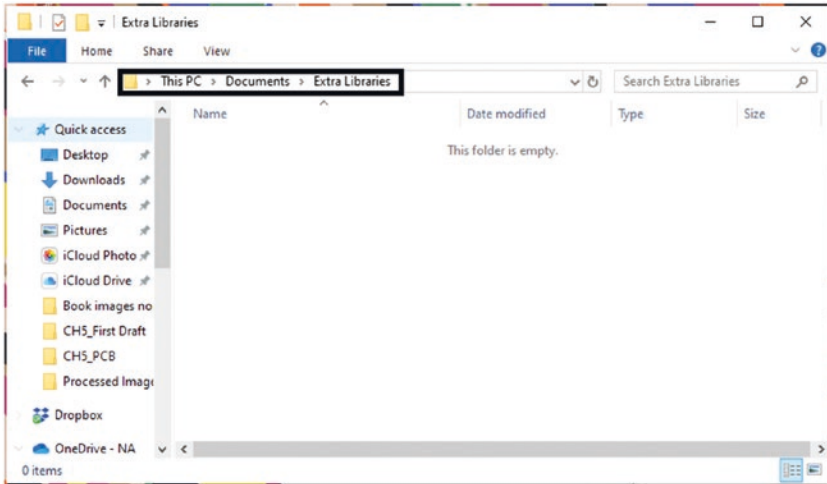 Extra Libraries
File Home Share View
This PC > Documents > Extra Libraries
Search Extra Libraries
Name Date modified Type Size
This folder is empty.
Quick access
Desktop
Downloads
Documents
Pictures
iCloud Photo
iCloud Drive
Book images no
CH5_First Draft
CH5_PCB
Processed Image
Dropbox
OneDrive - NA
0 items